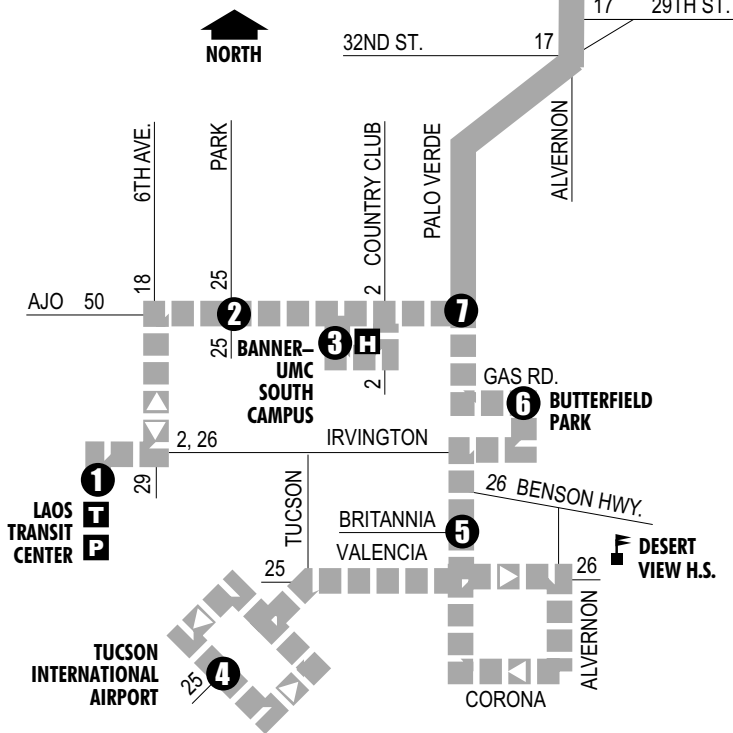 17 29TH ST.
NORTH
32ND ST. 17
6TH AVE.
PARK
COUNTRY CLUB
PALO VERDE
ALVERNON
AJO 50
18
25
2
2
7
25
3
H
BANNER–
UMC
SOUTH
CAMPUS
2
GAS RD.
6
BUTTERFIELD
PARK
2, 26
IRVINGTON
1
29
LAOS
TRANSIT
CENTER
T
P
TUCSON
26 BENSON HWY.
BRITANNIA
5
VALENCIA
DESERT
VIEW H.S.
25
26
ALVERNON
TUCSON
INTERNATIONAL
AIRPORT
4
25
CORONA